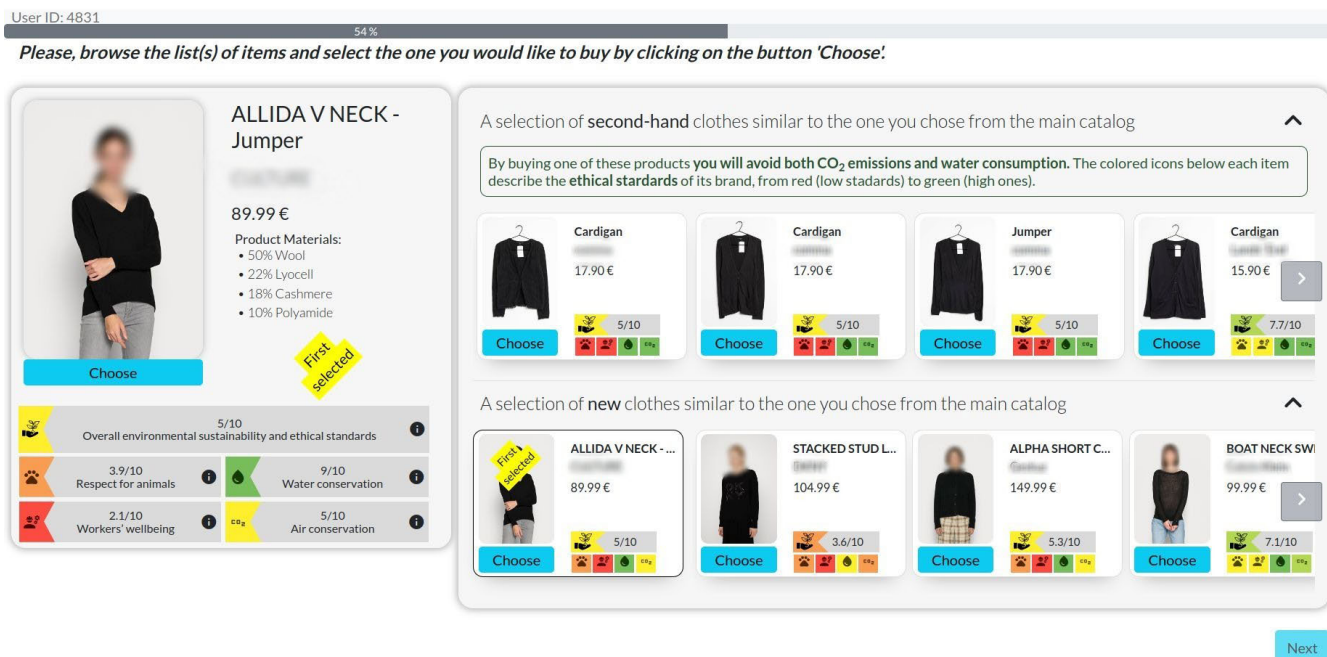 User ID: 4831
54 %
Please, browse the list(s) of items and select the one you would like to buy by clicking on the button 'Choose'.
ALLIDA V NECK -
Jumper
89.99 €
Product Materials:
• 50% Wool
• 22% Lyocell
• 18% Cashmere
• 10% Polyamide
First
selected
Choose
5/10
Overall environmental sustainability and ethical standards
3.9/10
Respect for animals
9/10
Water conservation
2.1/10
Workers' wellbeing
CO₂
5/10
Air conservation
A selection of second-hand clothes similar to the one you chose from the main catalog
By buying one of these products you will avoid both CO₂ emissions and water consumption. The colored icons below each item
describe the ethical stardards of its brand, from red (low stadards) to green (high ones).
Cardigan
17.90 €
5/10
CO₂
Choose
Cardigan
17.90 €
5/10
CO₂
Choose
Jumper
17.90 €
5/10
CO₂
Choose
Cardigan
15.90 €
7.7/10
CO₂
Choose
A selection of new clothes similar to the one you chose from the main catalog
First
selected
ALLIDA V NECK - ...
89.99 €
5/10
CO₂
Choose
STACKED STUD L...
104.99 €
3.6/10
CO₂
Choose
ALPHA SHORT C...
149.99 €
5.3/10
CO₂
Choose
BOAT NECK SWI
99.99 €
7.1/10
CO₂
Choose
Next